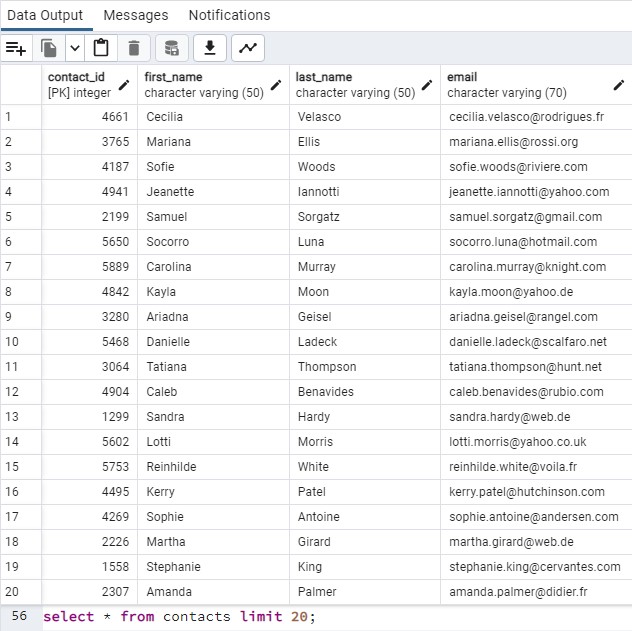 Data Output Messages Notifications
contact_id first_name last_name email
[PK] integer character varying (50) character varying (50) character varying (70)
1 4661 Cecilia Velasco cecilia.velasco@rodrigues.fr
2 3765 Mariana Ellis mariana.ellis@rossi.org
3 4187 Sofie Woods sofie.woods@riviere.com
4 4941 Jeanette Iannotti jeanette.iannotti@yahoo.com
5 2199 Samuel Sorgatz samuel.sorgatz@gmail.com
6 5650 Socorro Luna socorro.luna@hotmail.com
7 5889 Carolina Murray carolina.murray@knight.com
8 4842 Kayla Moon kayla.moon@yahoo.de
9 3280 Ariadna Geisel ariadna.geisel@rangel.com
10 5468 Danielle Ladeck danielle.ladeck@scalfaro.net
11 3064 Tatiana Thompson tatiana.thompson@hunt.net
12 4904 Caleb Benavides caleb.benavides@rubio.com
13 1299 Sandra Hardy sandra.hardy@web.de
14 5602 Lotti Morris lotti.morris@yahoo.co.uk
15 5753 Reinhilde White reinhilde.white@voila.fr
16 4495 Kerry Patel kerry.patel@hutchinson.com
17 4269 Sophie Antoine sophie.antoine@andersen.com
18 2226 Martha Girard martha.girard@web.de
19 1558 Stephanie King stephanie.king@cervantes.com
20 2307 Amanda Palmer amanda.palmer@didier.fr
56 select * from contacts limit 20;